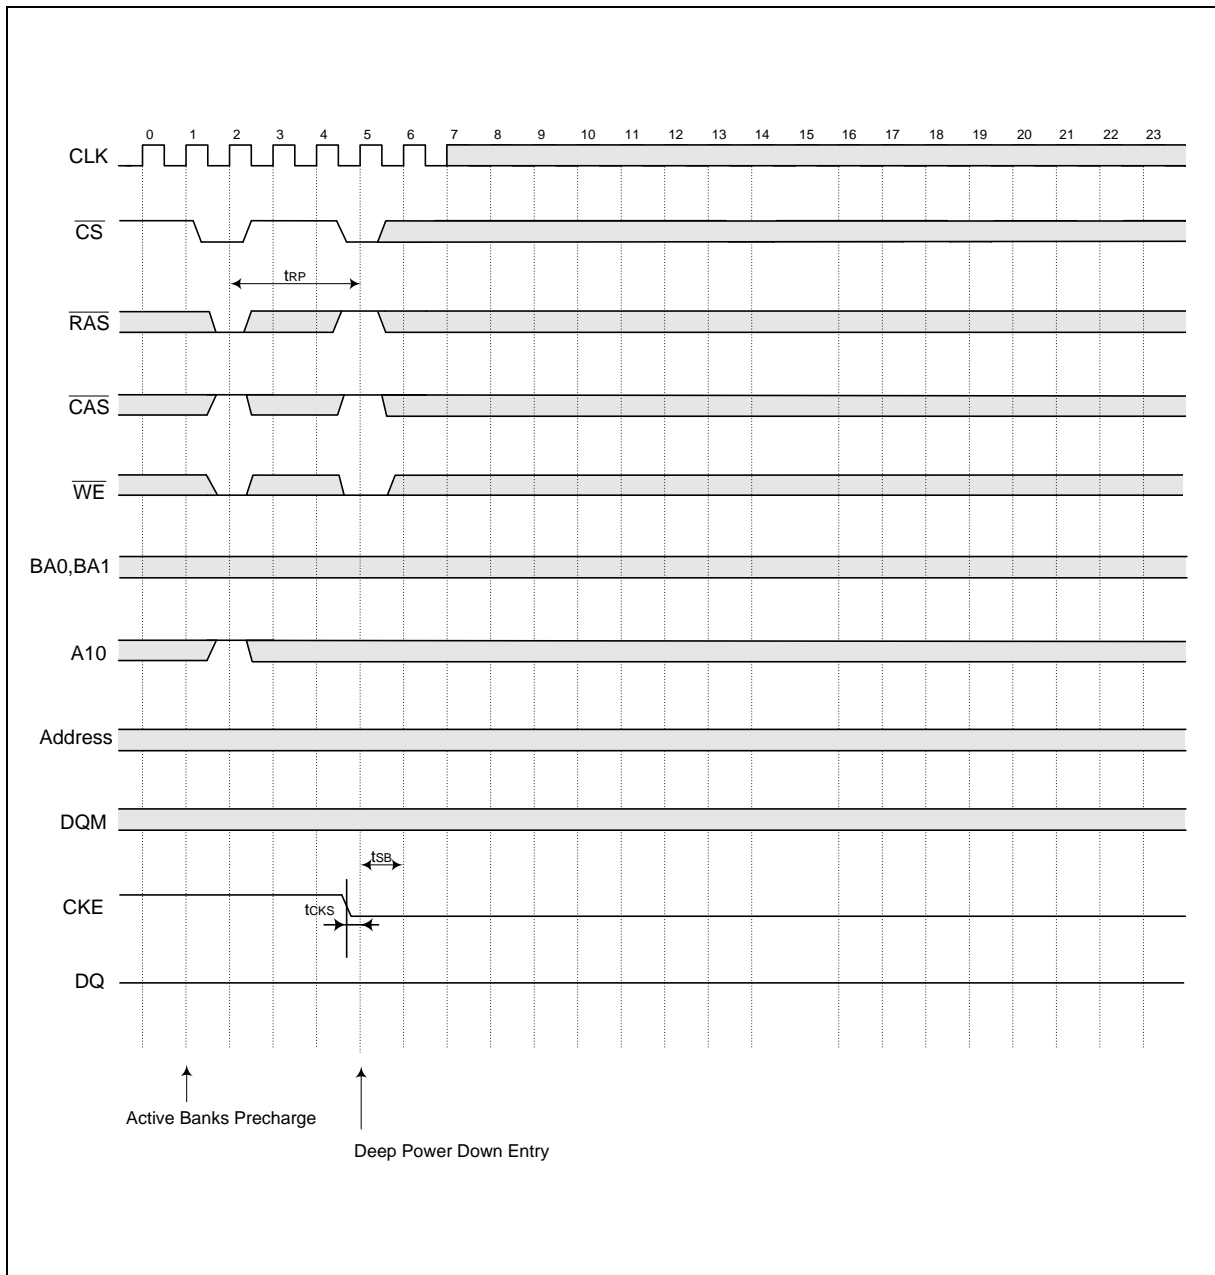 0 1 2 3 4 5 6 7 8 9 10 11 12 13 14 15 16 17 18 19 20 21 22 23
CLK
CS
tRP
RAS
CAS
WE
BA0,BA1
A10
Address
DQM
tSB
CKE
tCKS
DQ
Active Banks Precharge
Deep Power Down Entry